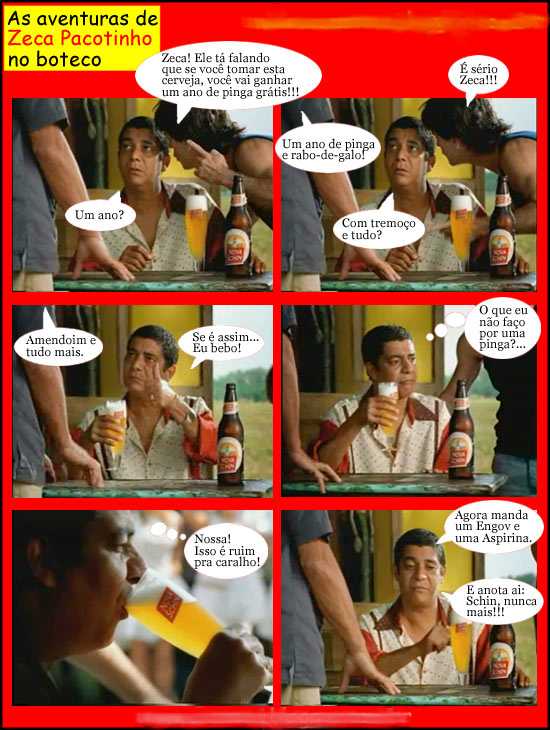 As aventuras de
Zeca Pacotinho
no boteco
Zeca! Ele tá falando
que se você tomar esta
cerveja, você vai ganhar
um ano de pinga grátis!!!
Um ano?
É sério
Zeca!!!
Um ano de pinga
e rabo-de-galo!
Com tremoço
e tudo?
Amendoim e
tudo mais.
Se é assim...
Eu bebo!
O que eu
não faço
por uma
pinga?...
Nossa!
Isso é ruim
pra caralho!
Agora manda
um Engov e
uma Aspirina.
E anota ai:
Schin, nunca
mais!!!